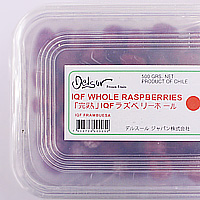 Delsur
Frozen Fruits
500 GRS. NET
PRODUCT OF CHILE
IQF WHOLE RASPBERRIES
「完熟」IQFラズベリーホール
IQF FRAMBUESA
デルスール ジャパン株式会社